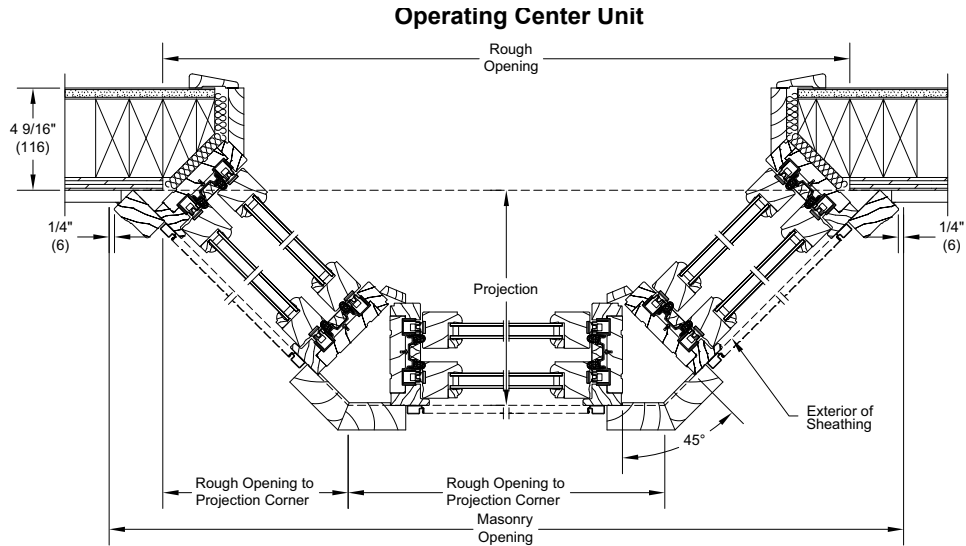 Operating Center Unit
Rough
Opening
4 9/16"
(116)
1/4"
(6)
1/4"
(6)
Projection
Exterior of
Sheathing
45°
Rough Opening to
Projection Corner
Rough Opening to
Projection Corner
Masonry
Opening